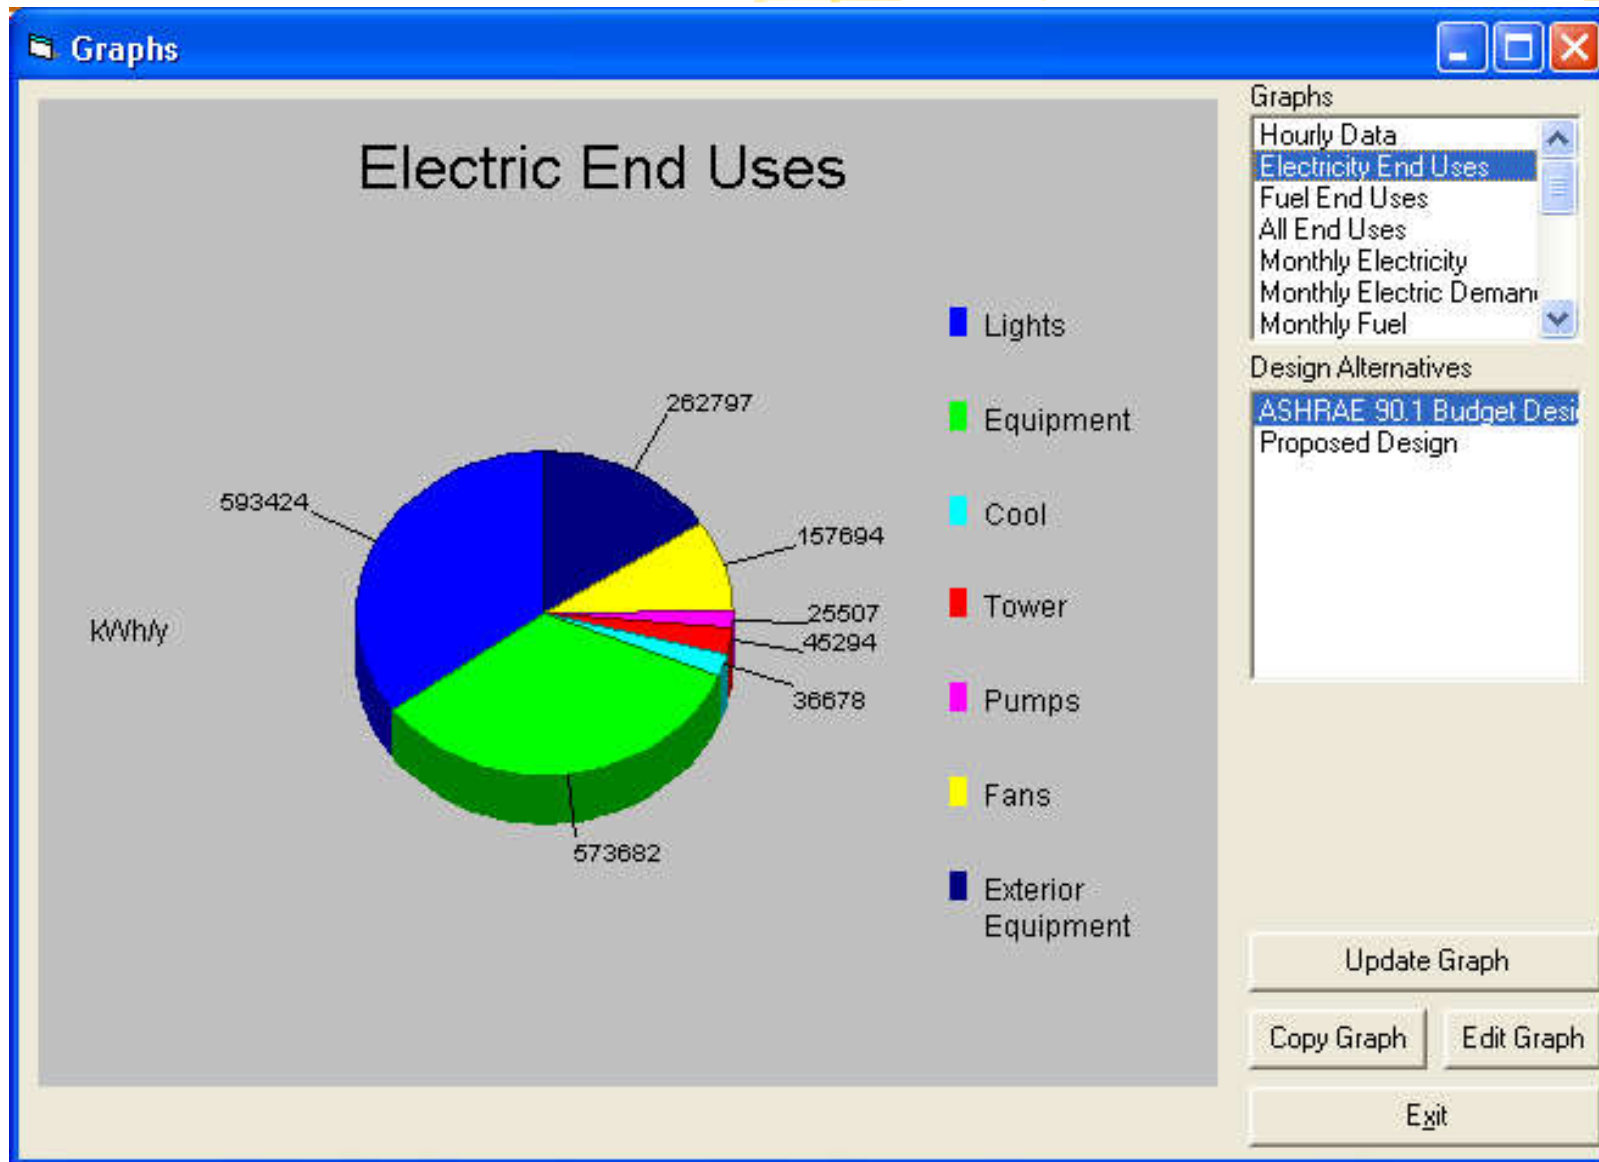 Graphs
Electric End Uses
262797
593424
157694
25507
45294
36678
573682
kWh/y
Lights
Equipment
Cool
Tower
Pumps
Fans
Exterior
Equipment
Graphs
Hourly Data
Electricity End Uses
Fuel End Uses
All End Uses
Monthly Electricity
Monthly Electric Deman
Monthly Fuel
Design Alternatives
ASHRAE 90.1 Budget Desi
Proposed Design
Update Graph
Copy Graph
Edit Graph
Exit